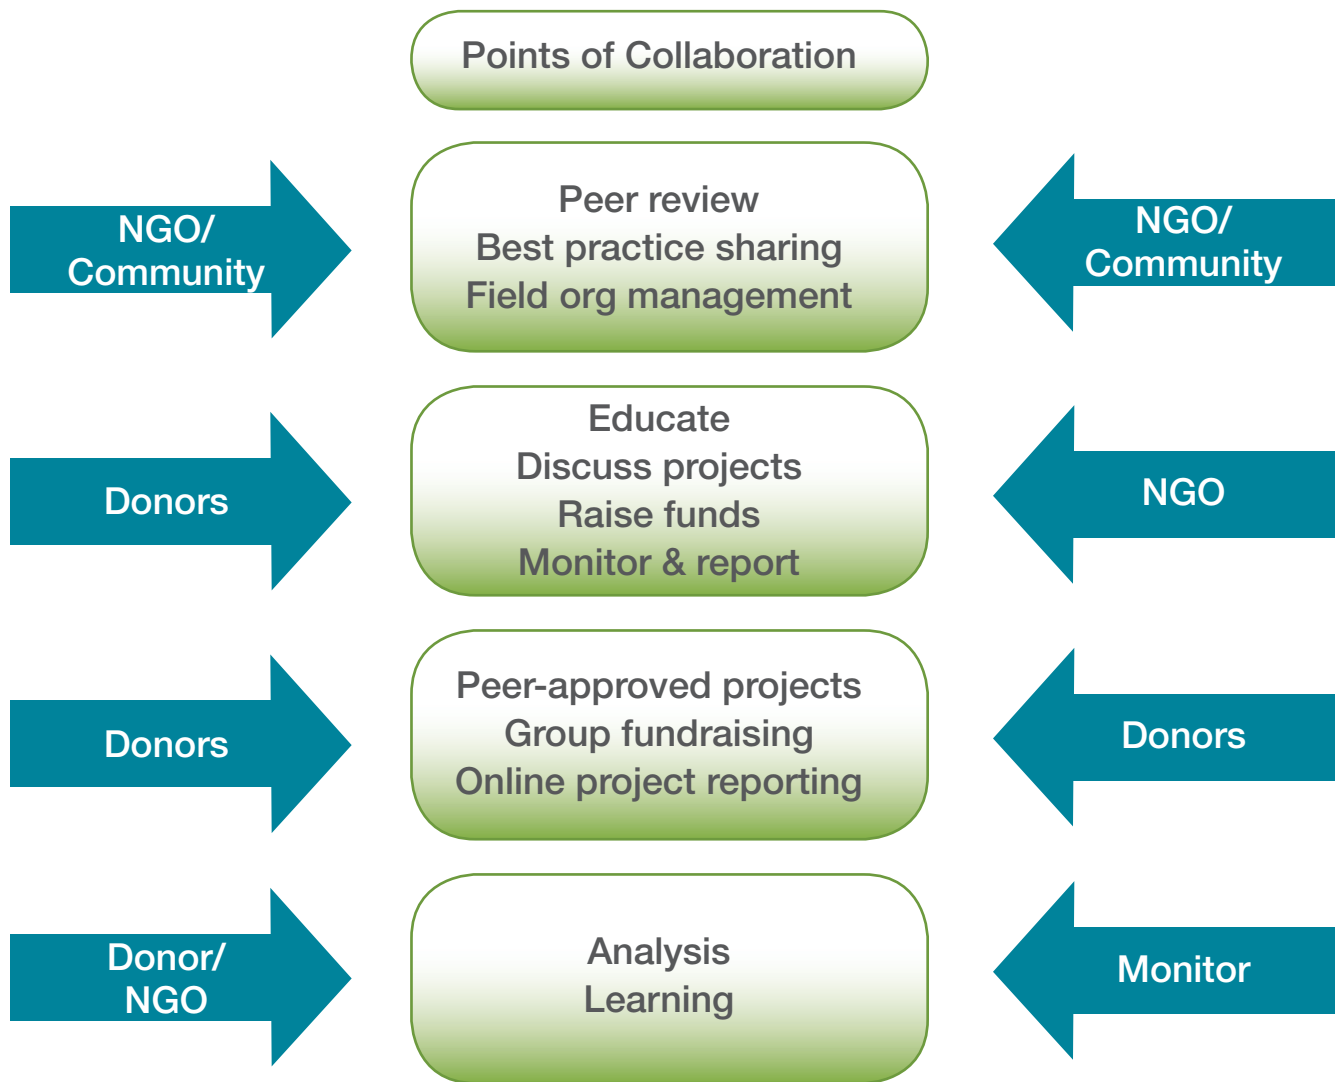 Points of Collaboration
NGO/
Community
Peer review
Best practice sharing
Field org management
NGO/
Community
Donors
Educate
Discuss projects
Raise funds
Monitor & report
NGO
Donors
Peer-approved projects
Group fundraising
Online project reporting
Donors
Donor/
NGO
Analysis
Learning
Monitor